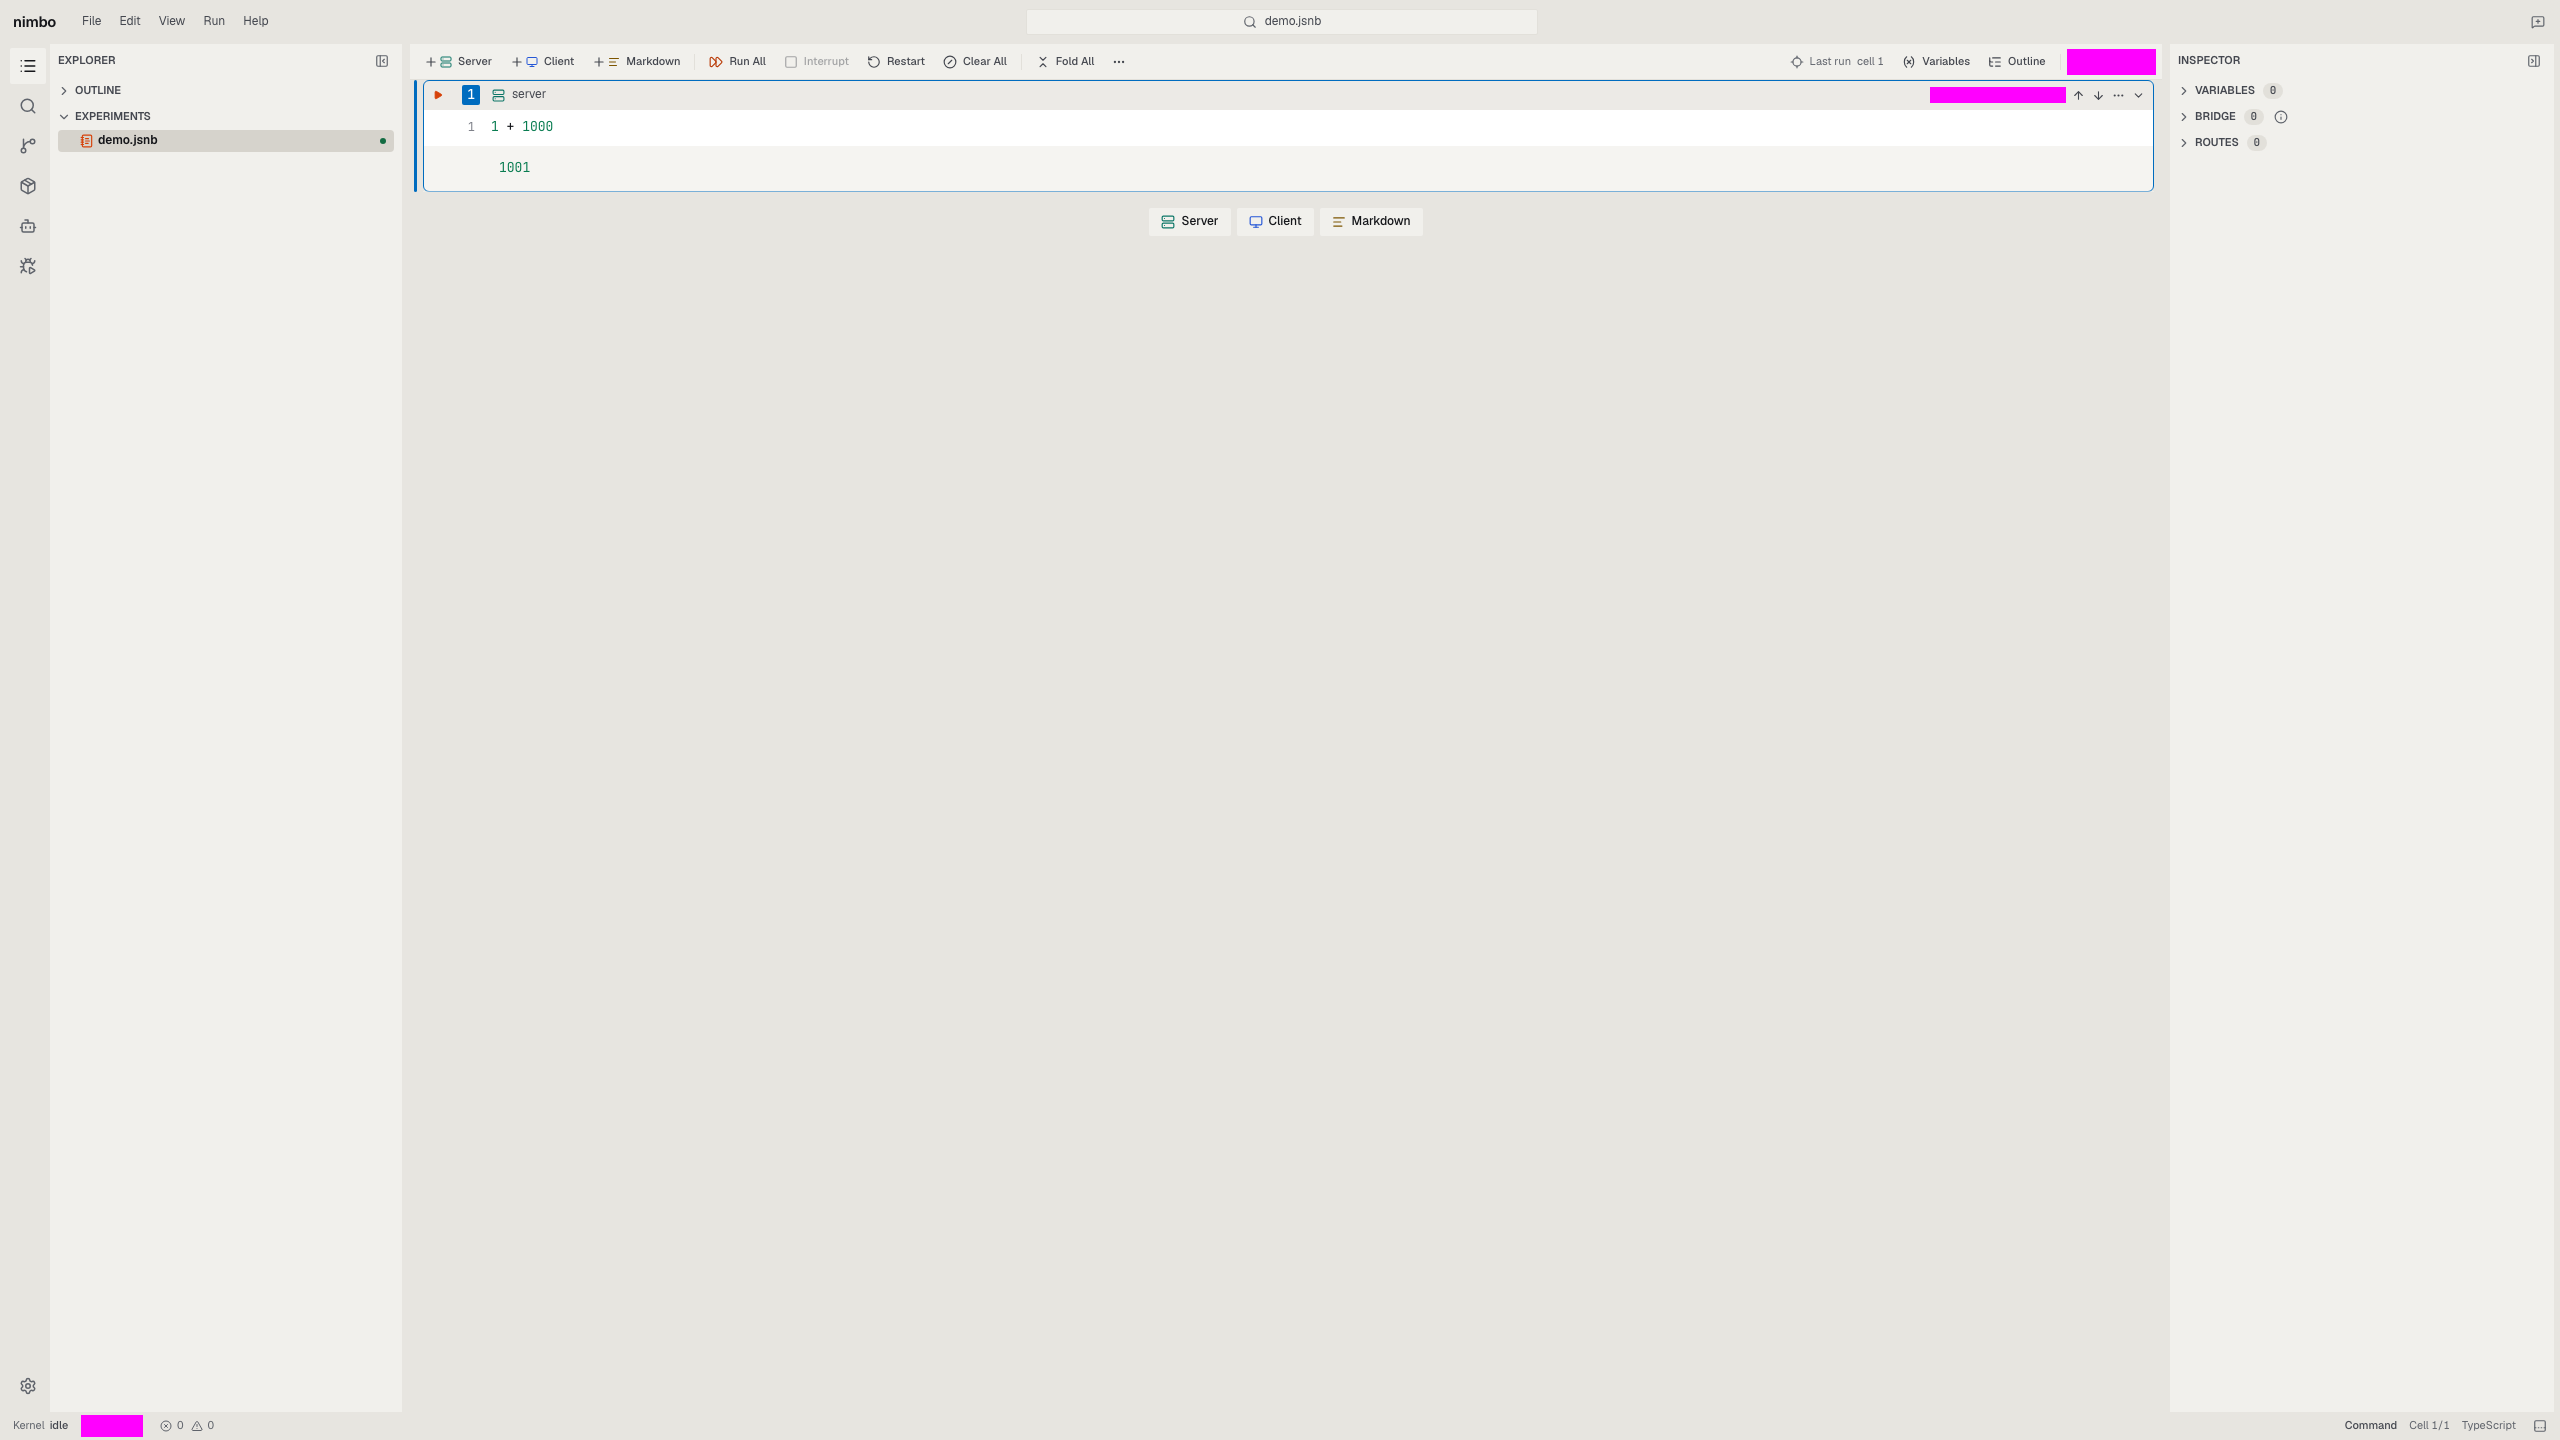 nimbo File Edit View Run Help demo.jsnb
EXPLORER
OUTLINE
EXPERIMENTS
demo.jsnb
Server Client Markdown Run All Interrupt Restart Clear All Fold All Last run cell 1 Variables Outline
1 server
1 1 + 1000
1001
Server Client Markdown
INSPECTOR
VARIABLES 0
BRIDGE 0
ROUTES 0
Kernel idle 0 0 Command Cell 1/1 TypeScript